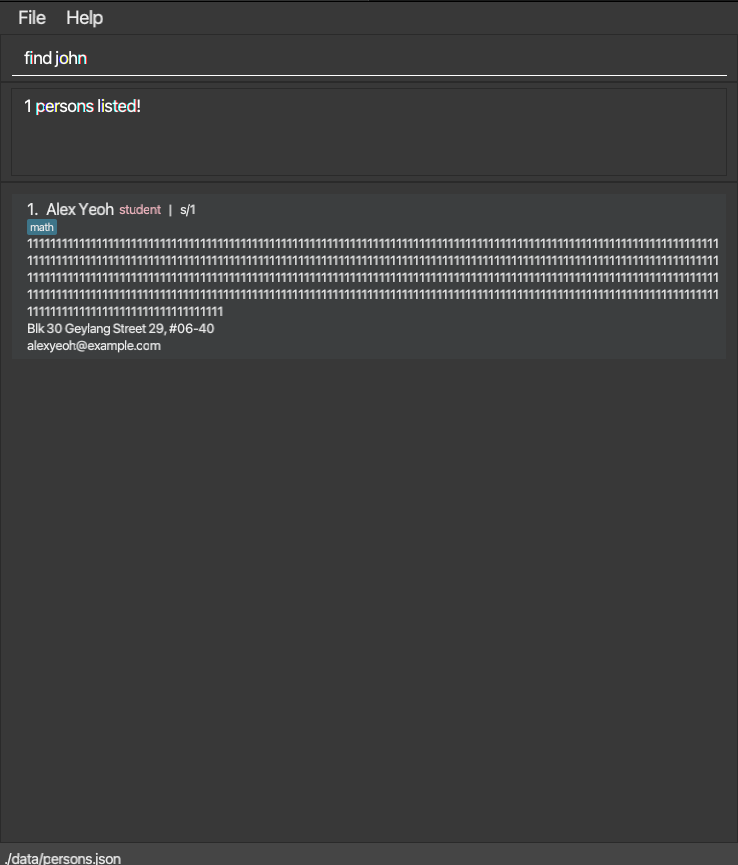 File Help
find john
1 persons listed!
1. Alex Yeoh student | s/1
math
Blk 30 Geylang Street 29, #06-40
alexyeoh@example.com
./data/persons.json